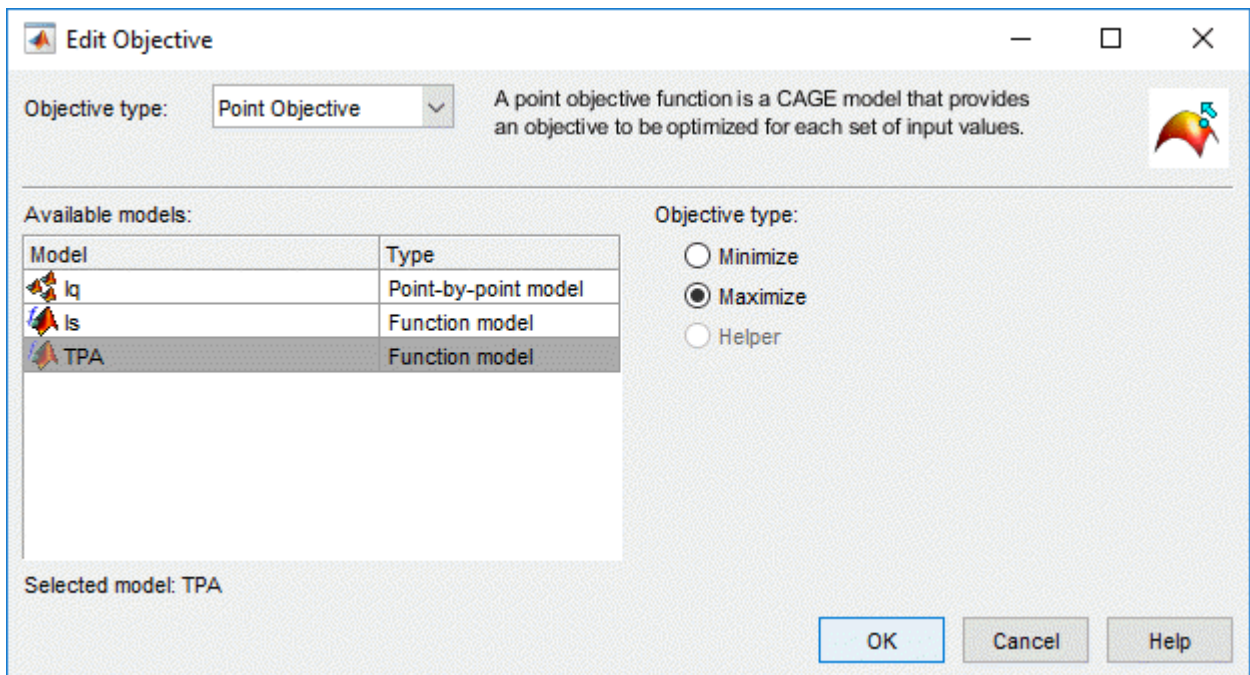 Edit Objective
Objective type: Point Objective
A point objective function is a CAGE model that provides
an objective to be optimized for each set of input values.
Available models:
Model Type
Iq Point-by-point model
Is Function model
TPA Function model
Selected model: TPA
Objective type:
Minimize
Maximize
Helper
OK Cancel Help